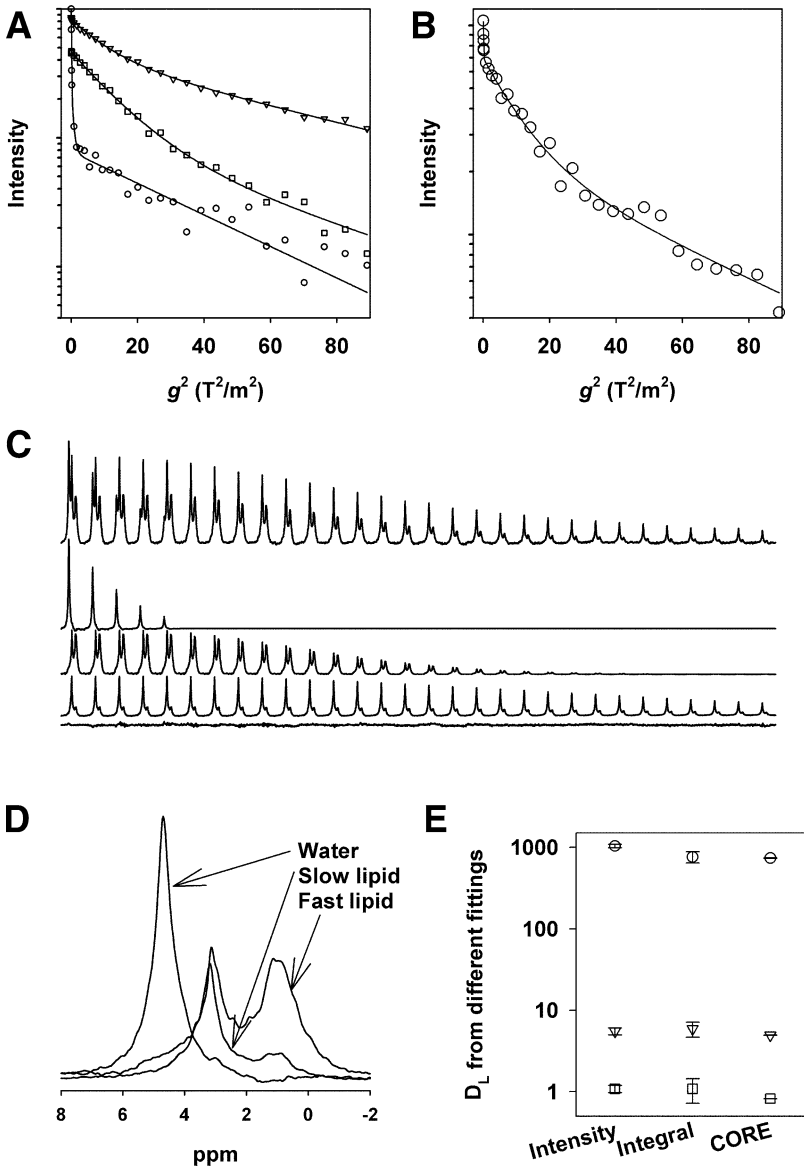 A
Intensity
0 20 40 60 80
g² (T²/m²)
B
Intensity
0 20 40 60 80
g² (T²/m²)
C
D
Water
Slow lipid
Fast lipid
8 6 4 2 0 -2
ppm
E
D_L from different fittings
1000
100
10
1
Intensity Integral CORE